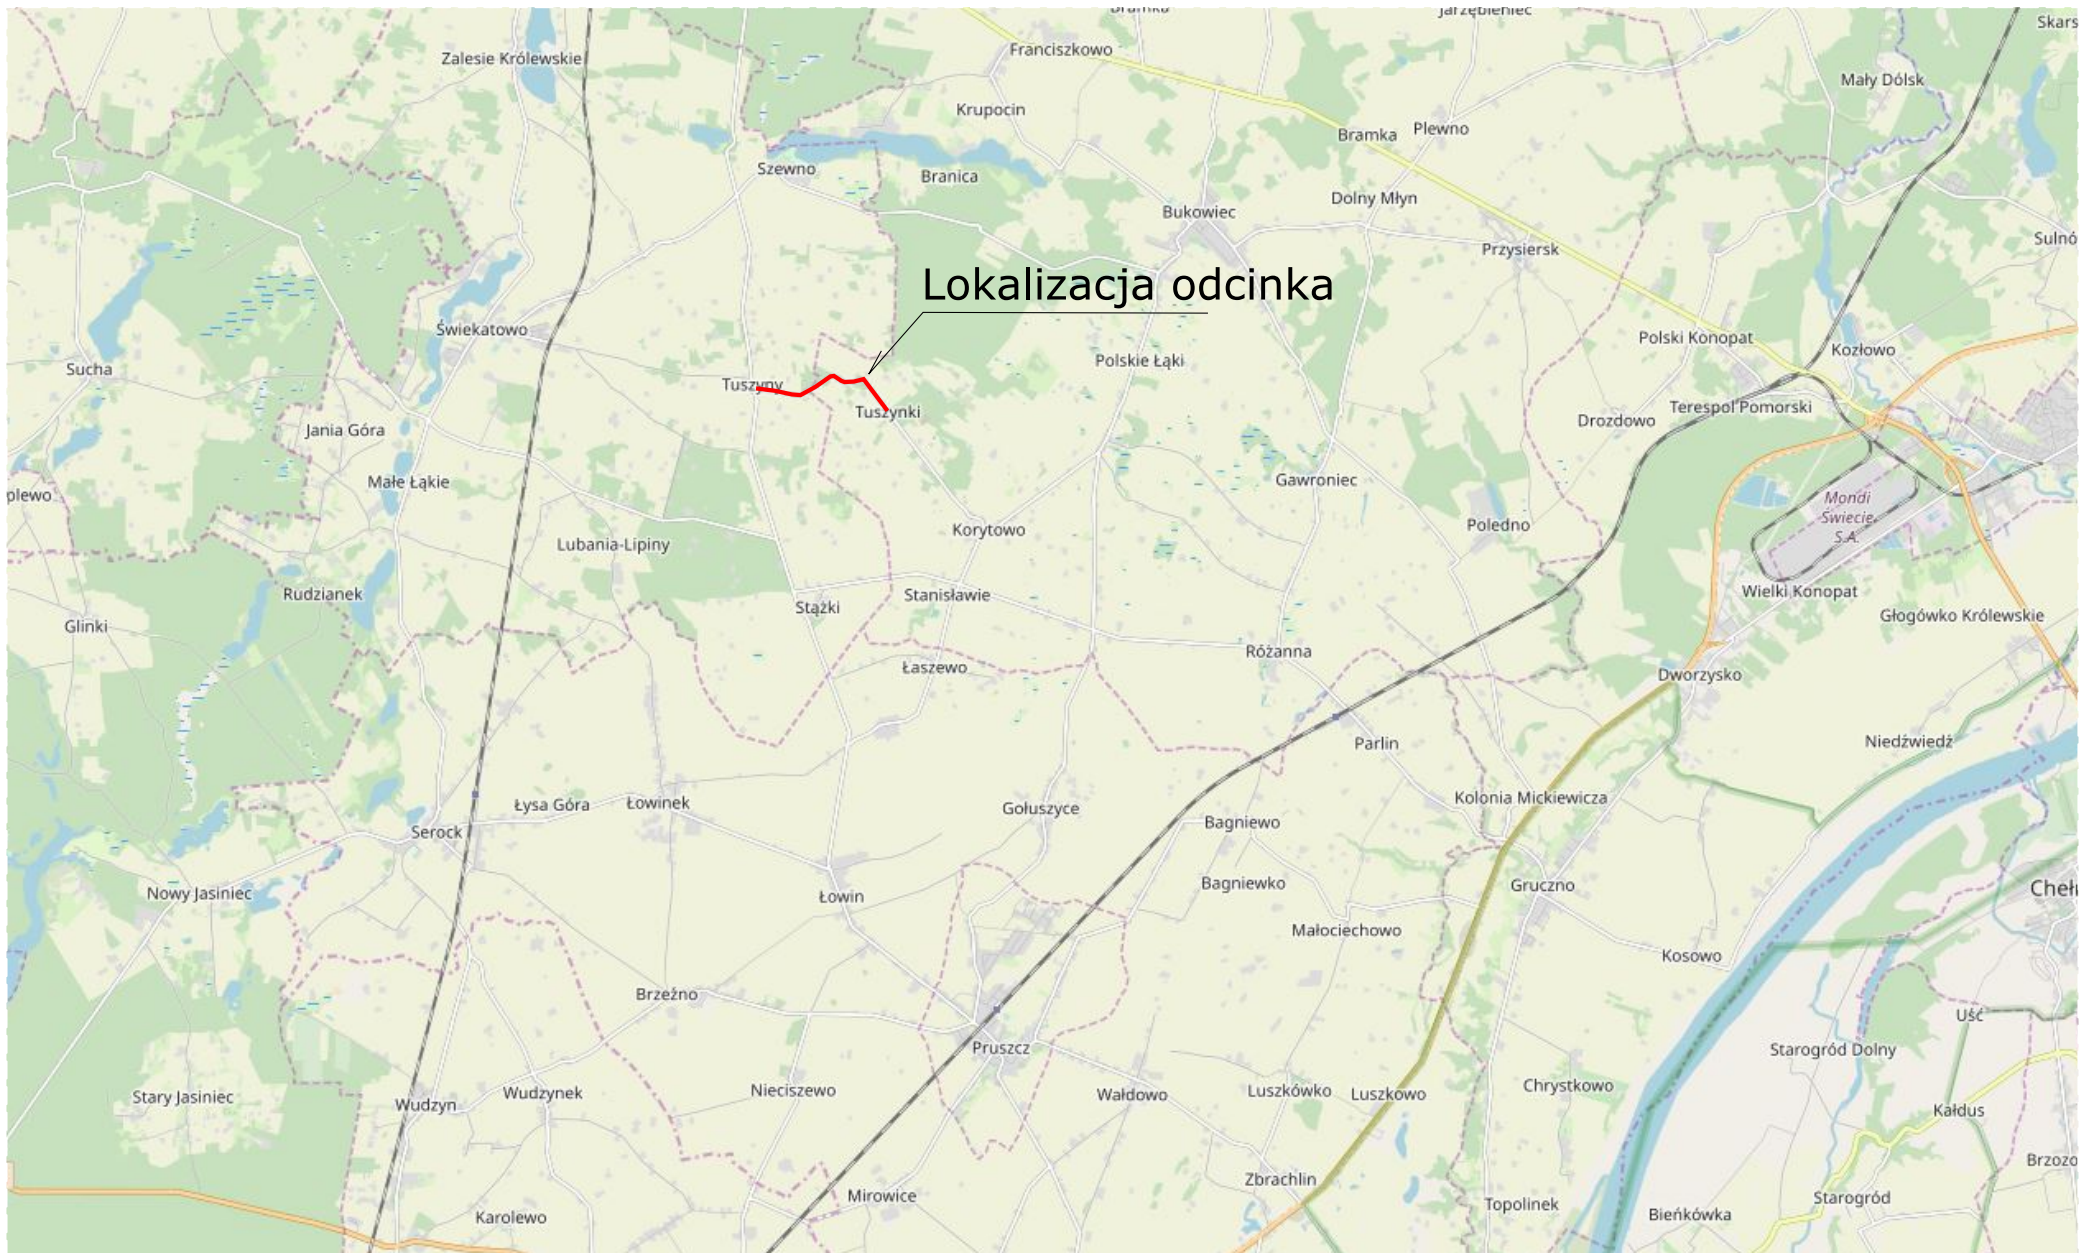 Bramka
Jarzębieniec
Franciszkowo
Zalesie Królewskie
Mały Dólsk
Krupocin
Bramka
Plewno
Szewno
Branica
Dolny Młyn
Bukowiec
Przysiersk
Lokalizacja odcinka
Świekatowo
Polski Konopat
Kozłowo
Polskie Łąki
Sucha
Tuszyny
Tuszynki
Terespol Pomorski
Drozdowo
Jania Góra
Małe Łąkie
Gawroniec
plewo
Mondi
Świecie
S.A.
Poledno
Korytowo
Lubania-Lipiny
Rudzianek
Stanisławie
Wielki Konopat
Stążki
Głogówko Królewskie
Glinki
Różanna
Łaszewo
Dworzysko
Parlin
Niedźwiedź
Łysa Góra
Łowinek
Gołuszyce
Kolonia Mickiewicza
Bagniewo
Serock
Bagniewko
Gruczno
Cheł
Nowy Jasiniec
Łowin
Małociechowo
Kosowo
Brzeźno
Uść
Pruszcz
Starogród Dolny
Stary Jasiniec
Wudzyn
Wudzynek
Nieciszewo
Wałdowo
Luszkówko
Luszkowo
Chrystkowo
Kałdus
Brzozo
Zbrachlin
Mirowice
Topolinek
Starogród
Karolewo
Bieńkówka
Skars
Sulnó